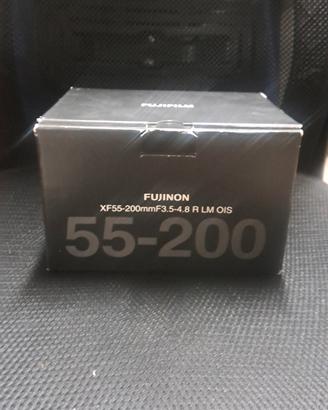 FUJIFILM
FUJINON
XF55-200mmF3.5-4.8 R LM OIS
55-200